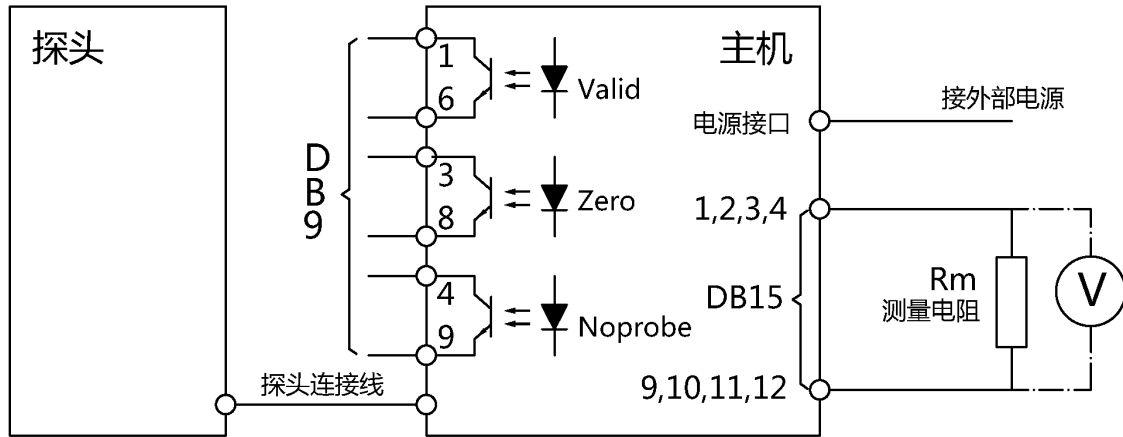 探头
主机
D
B
9
1
6
Valid
3
8
Zero
4
9
Noprobe
探头连接线
电源接口
接外部电源
1,2,3,4
DB15
9,10,11,12
Rm
测量电阻
V